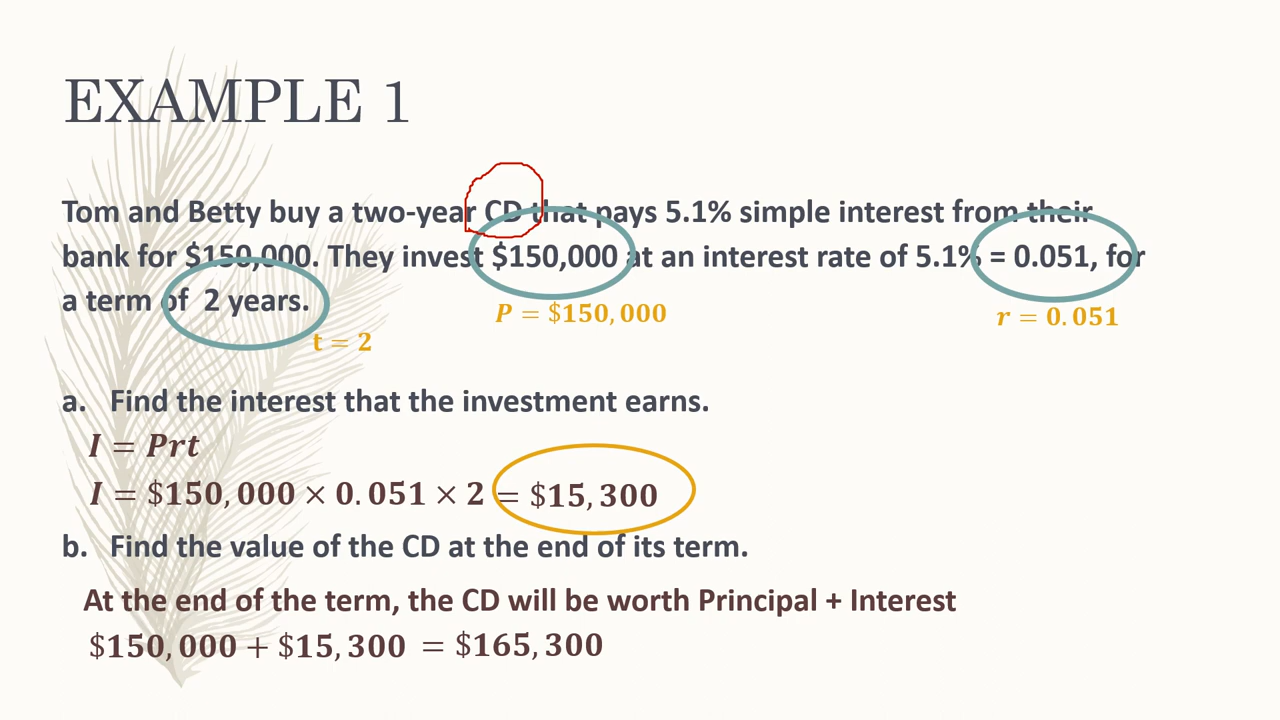 EXAMPLE 1
Tom and Betty buy a two-year CD that pays 5.1% simple interest from their
bank for $150,000. They invest $150,000 at an interest rate of 5.1% = 0.051, for
a term of 2 years.
P = $150,000
r = 0.051
t = 2
a. Find the interest that the investment earns.
I = Prt
I = $150,000 × 0.051 × 2 = $15,300
b. Find the value of the CD at the end of its term.
At the end of the term, the CD will be worth Principal + Interest
$150,000 + $15,300 = $165,300